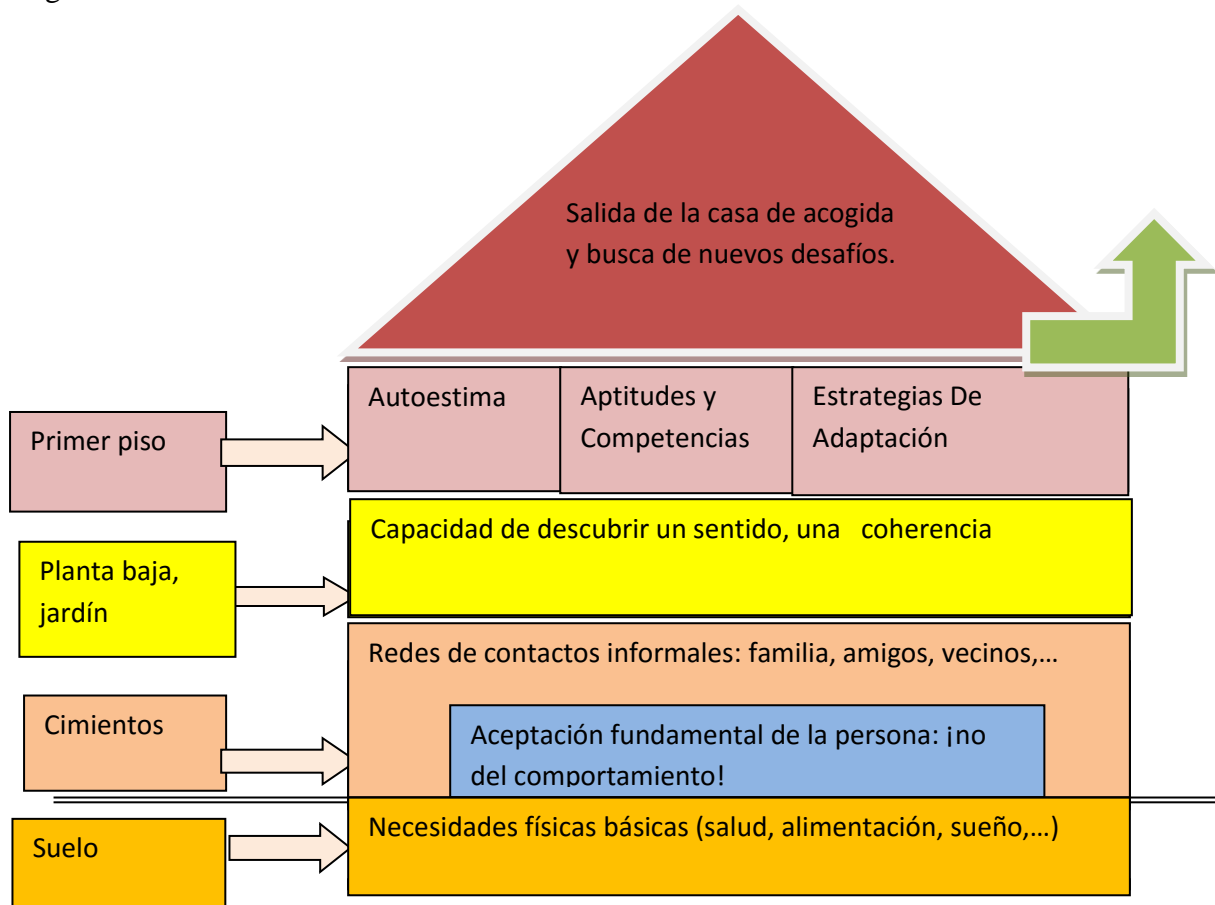 Salida de la casa de acogida
y busca de nuevos desafíos.
Primer piso
Autoestima
Aptitudes y
Competencias
Estrategias De
Adaptación
Planta baja,
jardín
Capacidad de descubrir un sentido, una coherencia
Cimientos
Redes de contactos informales: familia, amigos, vecinos,...
Aceptación fundamental de la persona: ¡no
del comportamiento!
Suelo
Necesidades físicas básicas (salud, alimentación, sueño,...)